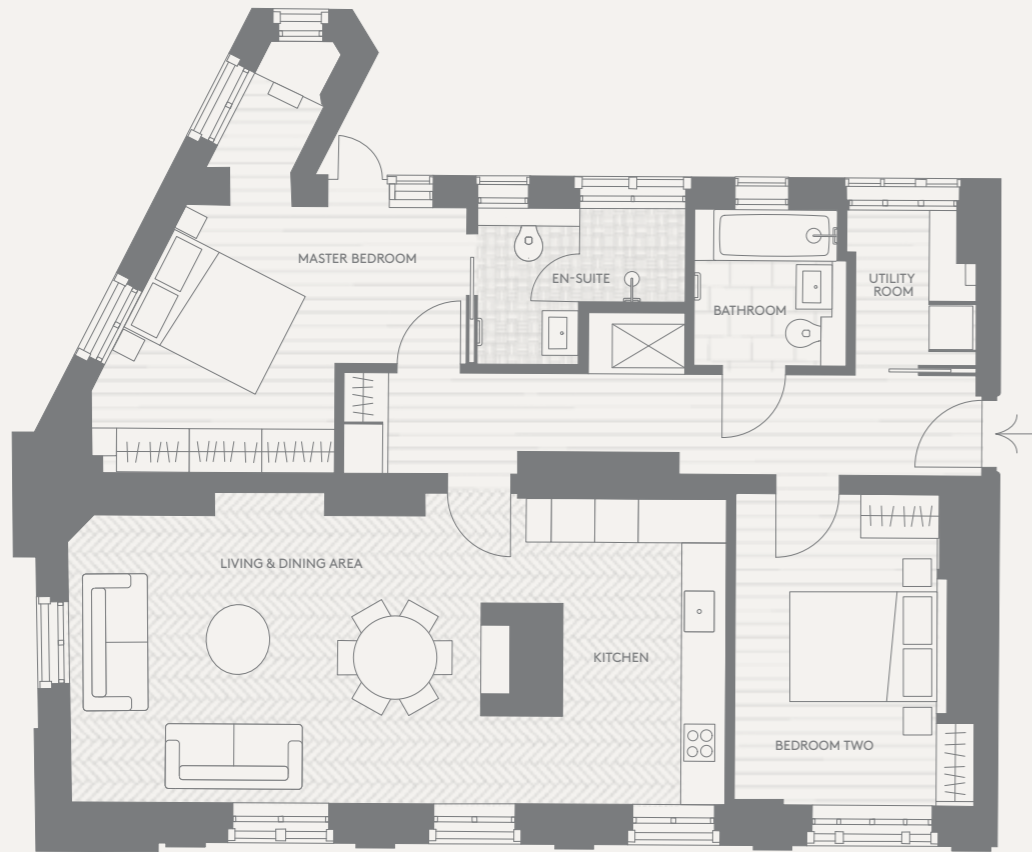 MASTER BEDROOM
EN-SUITE
BATHROOM
UTILITY
ROOM
LIVING & DINING AREA
KITCHEN
BEDROOM TWO